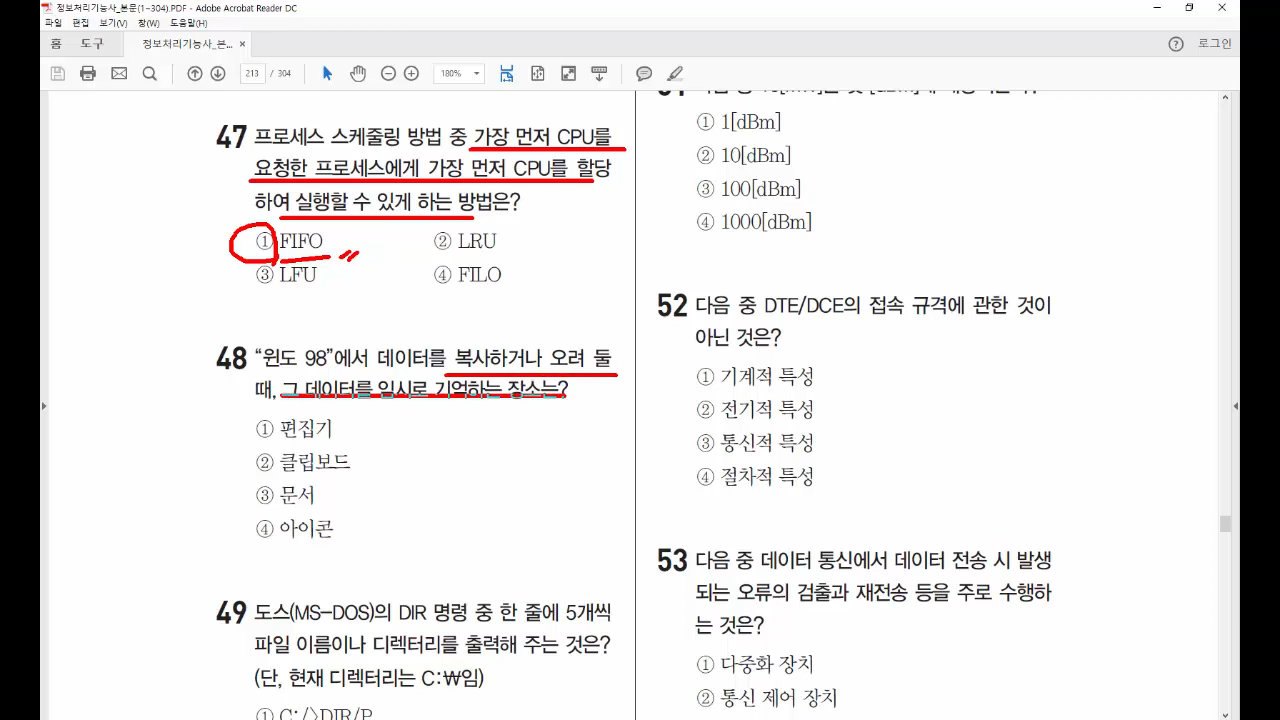 정보처리기능사_본문(1~304).PDF - Adobe Acrobat Reader DC
파일 편집 보기(V) 창(W) 도움말(H)
홈 도구 정보처리기능사_본... × ? 로그인
213 / 304 180%
47 프로세스 스케줄링 방법 중 가장 먼저 CPU를
요청한 프로세스에게 가장 먼저 CPU를 할당
하여 실행할 수 있게 하는 방법은?
① FIFO ② LRU
③ LFU ④ FILO
48 “윈도 98”에서 데이터를 복사하거나 오려 둘
때, 그 데이터를 임시로 기억하는 장소는?
① 편집기
② 클립보드
③ 문서
④ 아이콘
49 도스(MS-DOS)의 DIR 명령 중 한 줄에 5개씩
파일 이름이나 디렉터리를 출력해 주는 것은?
(단, 현재 디렉터리는 C:₩임)
① C:/>DIR/P
① 1[dBm]
② 10[dBm]
③ 100[dBm]
④ 1000[dBm]
52 다음 중 DTE/DCE의 접속 규격에 관한 것이
아닌 것은?
① 기계적 특성
② 전기적 특성
③ 통신적 특성
④ 절차적 특성
53 다음 중 데이터 통신에서 데이터 전송 시 발생
되는 오류의 검출과 재전송 등을 주로 수행하
는 것은?
① 다중화 장치
② 통신 제어 장치